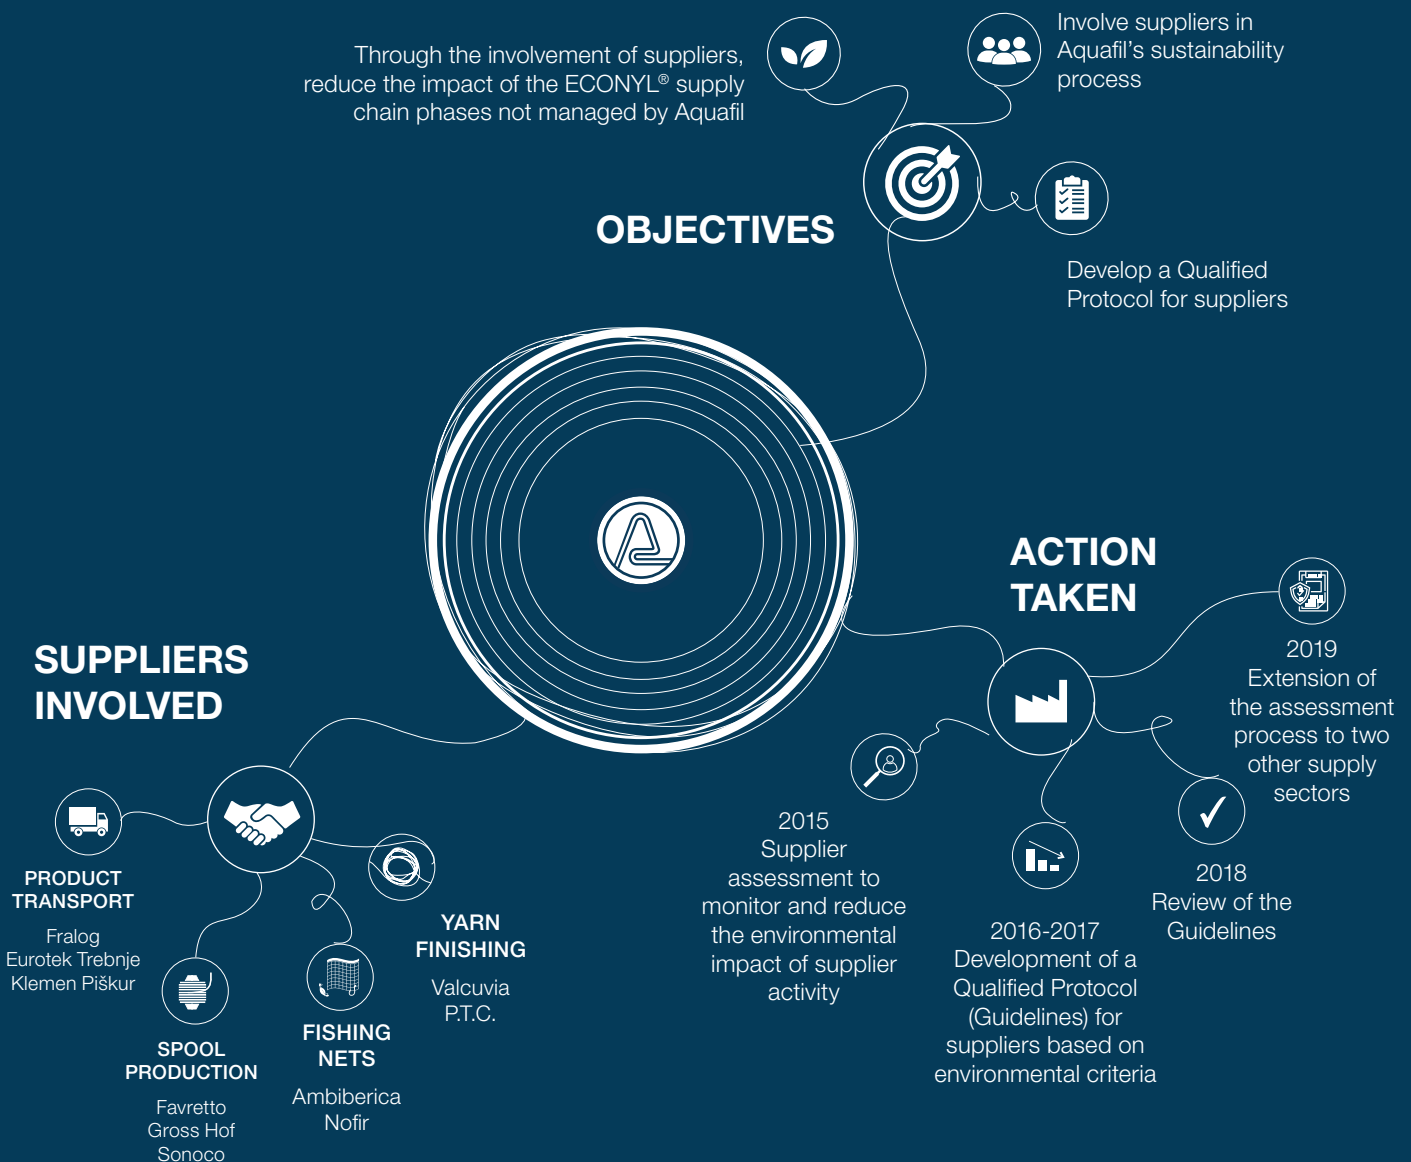 Through the involvement of suppliers,
reduce the impact of the ECONYL® supply
chain phases not managed by Aquafil
Involve suppliers in
Aquafil's sustainability
process
OBJECTIVES
Develop a Qualified
Protocol for suppliers
ACTION
TAKEN
2019
Extension of
the assessment
process to two
other supply
sectors
2018
Review of the
Guidelines
2016-2017
Development of a
Qualified Protocol
(Guidelines) for
suppliers based on
environmental criteria
2015
Supplier
assessment to
monitor and reduce
the environmental
impact of supplier
activity
SUPPLIERS
INVOLVED
PRODUCT
TRANSPORT
Fralog
Eurotek Trebnje
Klemen Piškur
SPOOL
PRODUCTION
Favretto
Gross Hof
Sonoco
FISHING
NETS
Ambiberica
Nofir
YARN
FINISHING
Valcuvia
P.T.C.